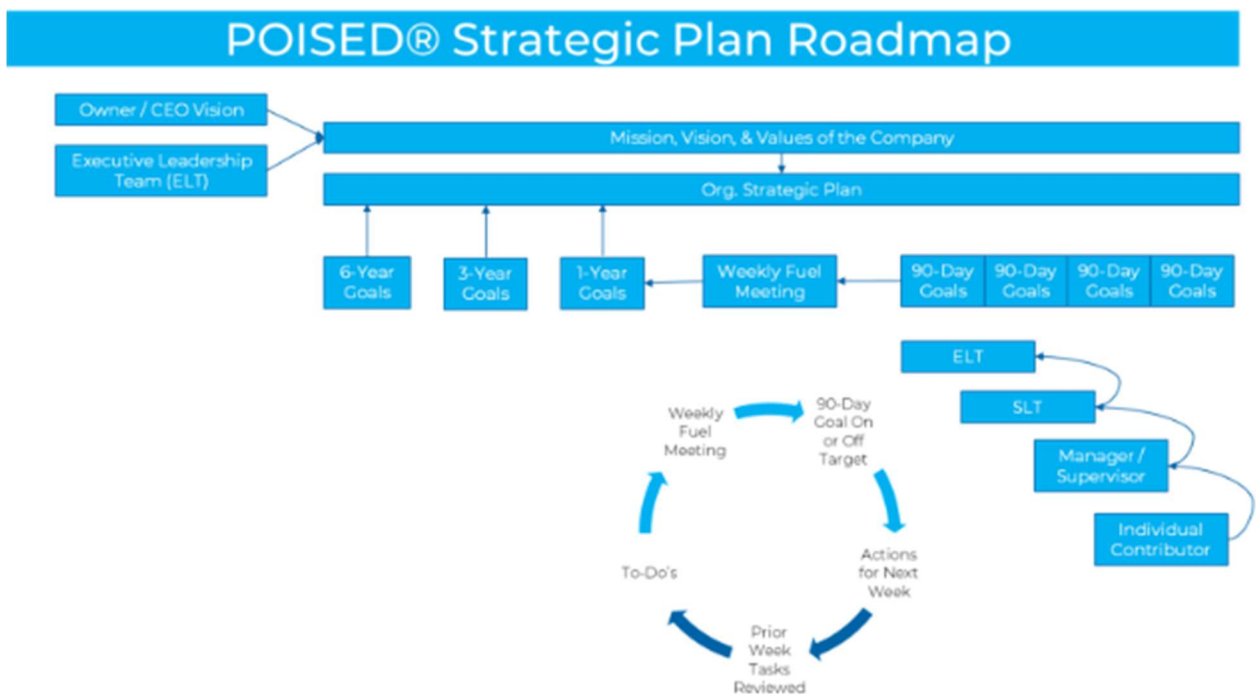 POISED® Strategic Plan Roadmap
Owner / CEO Vision
Executive Leadership
Team (ELT)
Mission, Vision, & Values of the Company
Org. Strategic Plan
6-Year
Goals
3-Year
Goals
1-Year
Goals
Weekly Fuel
Meeting
90-Day
Goals
90-Day
Goals
90-Day
Goals
90-Day
Goals
ELT
SLT
Manager /
Supervisor
Individual
Contributor
Weekly
Fuel
Meeting
90-Day
Goal On
or Off
Target
Actions
for Next
Week
Prior
Week
Tasks
Reviewed
To-Do's